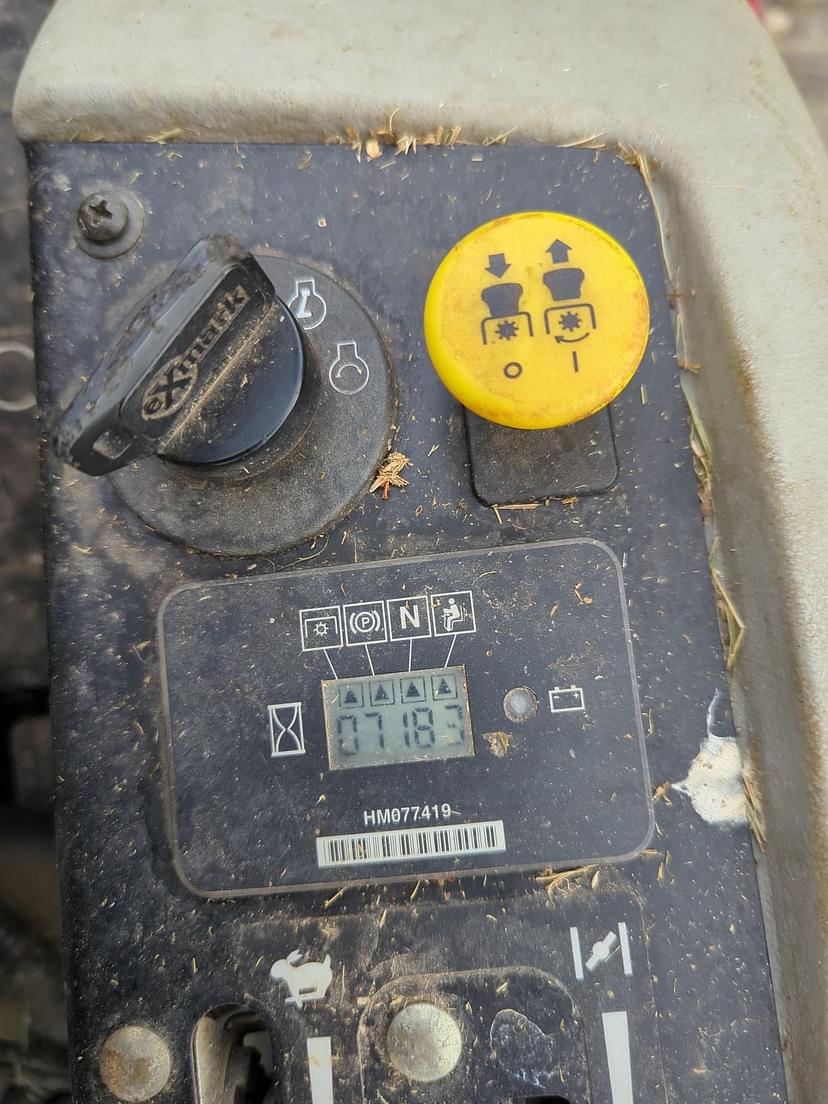 eXmark
O I
P N
07183
HM077419